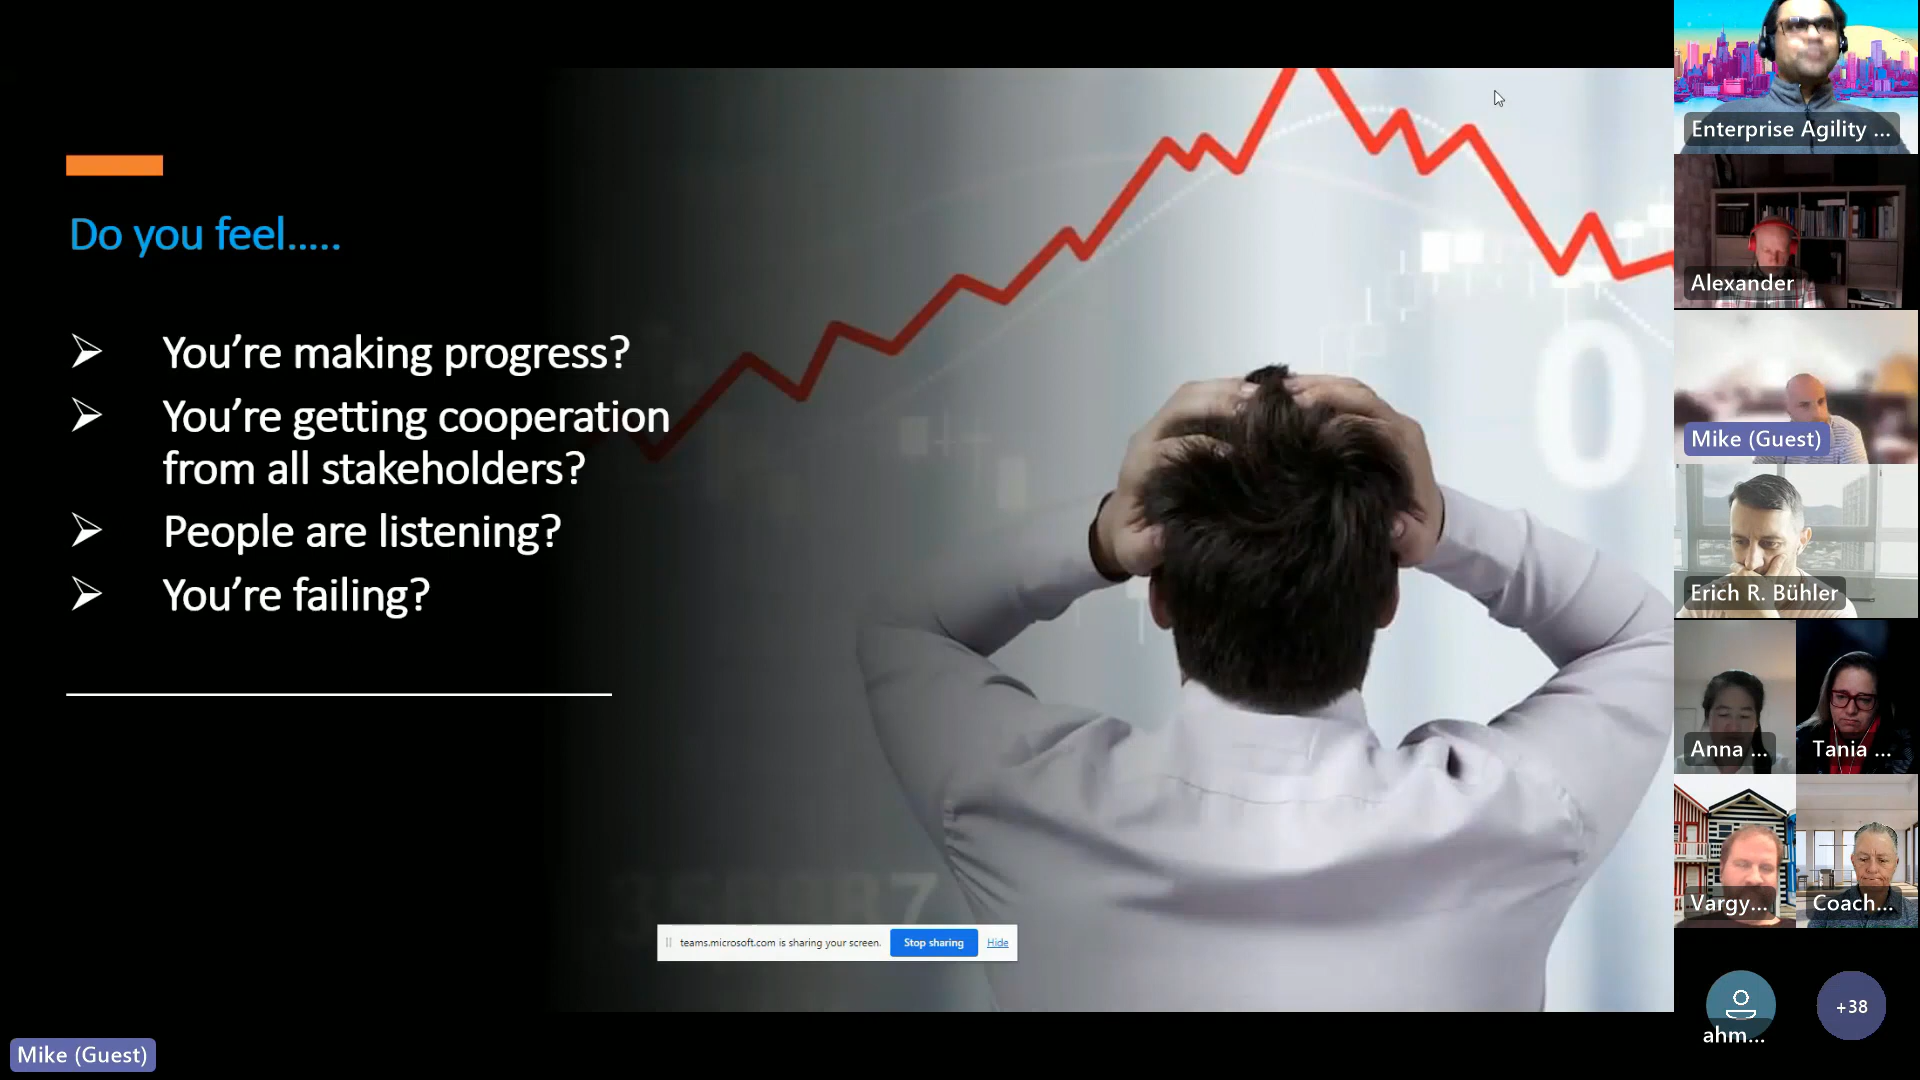 Do you feel.....
➢ You’re making progress?
➢ You’re getting cooperation
from all stakeholders?
➢ People are listening?
➢ You’re failing?
0
7
teams.microsoft.com is sharing your screen. Stop sharing Hide
Mike (Guest)
Enterprise Agility ...
Alexander
Mike (Guest)
Erich R. Bühler
Anna ... Tania ...
Vargy... Coach...
ahm... +38